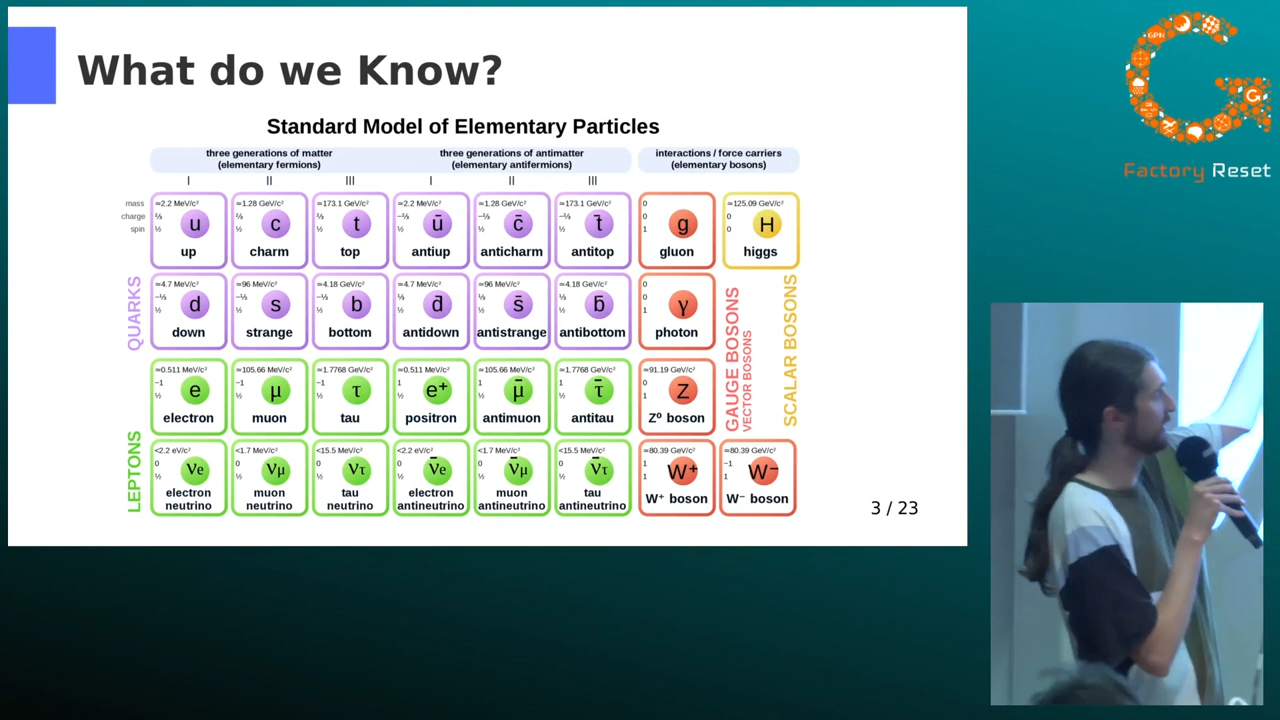 What do we Know?
Standard Model of Elementary Particles
three generations of matter
(elementary fermions)
three generations of antimatter
(elementary antifermions)
interactions / force carriers
(elementary bosons)
I II III I II III
mass
charge
spin
≃2.2 MeV/c²
⅔
½
u
up
≃1.28 GeV/c²
⅔
½
c
charm
≃173.1 GeV/c²
⅔
½
t
top
≃2.2 MeV/c²
−⅔
½
ū
antiup
≃1.28 GeV/c²
−⅔
½
c̄
anticharm
≃173.1 GeV/c²
−⅔
½
t̄
antitop
0
0
1
g
gluon
≃125.09 GeV/c²
0
0
H
higgs
QUARKS
≃4.7 MeV/c²
−⅓
½
d
down
≃96 MeV/c²
−⅓
½
s
strange
≃4.18 GeV/c²
−⅓
½
b
bottom
≃4.7 MeV/c²
⅓
½
d̄
antidown
≃96 MeV/c²
⅓
½
s̄
antistrange
≃4.18 GeV/c²
⅓
½
b̄
antibottom
0
0
1
γ
photon
GAUGE BOSONS
VECTOR BOSONS
SCALAR BOSONS
≃0.511 MeV/c²
−1
½
e
electron
≃105.66 MeV/c²
−1
½
μ
muon
≃1.7768 GeV/c²
−1
½
τ
tau
≃0.511 MeV/c²
1
½
e⁺
positron
≃105.66 MeV/c²
1
½
μ̄
antimuon
≃1.7768 GeV/c²
1
½
τ̄
antitau
≃91.19 GeV/c²
0
1
Z
Z⁰ boson
LEPTONS
<2.2 eV/c²
0
½
νe
electron
neutrino
<1.7 MeV/c²
0
½
νμ
muon
neutrino
<15.5 MeV/c²
0
½
ντ
tau
neutrino
<2.2 eV/c²
0
½
ν̄e
electron
antineutrino
<1.7 MeV/c²
0
½
ν̄μ
muon
antineutrino
<15.5 MeV/c²
0
½
ν̄τ
tau
antineutrino
≃80.39 GeV/c²
1
1
W⁺
W⁺ boson
≃80.39 GeV/c²
−1
1
W⁻
W⁻ boson
3 / 23
GPN
G
Factory Reset